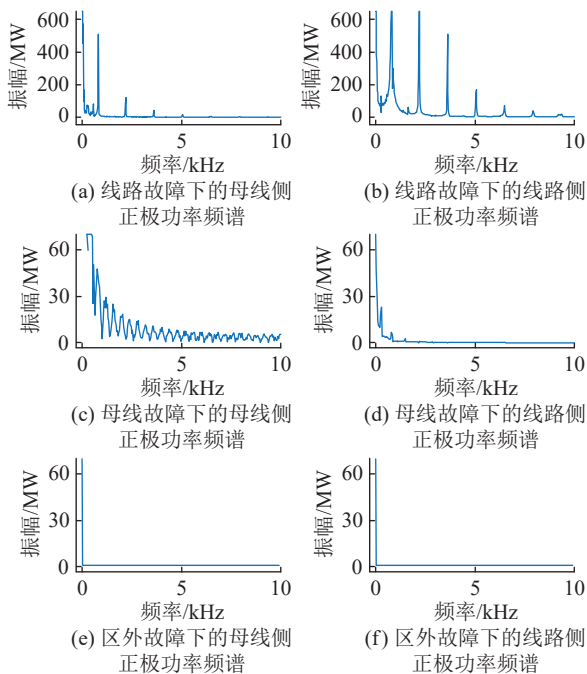 600
400
200
0
振幅/MW
0
5
10
频率/kHz
(a) 线路故障下的母线侧
正极功率频谱
600
400
200
0
振幅/MW
0
5
10
频率/kHz
(b) 线路故障下的线路侧
正极功率频谱
60
30
0
振幅/MW
0
5
10
频率/kHz
(c) 母线故障下的母线侧
正极功率频谱
60
30
0
振幅/MW
0
5
10
频率/kHz
(d) 母线故障下的线路侧
正极功率频谱
60
30
0
振幅/MW
0
5
10
频率/kHz
(e) 区外故障下的母线侧
正极功率频谱
60
30
0
振幅/MW
0
5
10
频率/kHz
(f) 区外故障下的线路侧
正极功率频谱